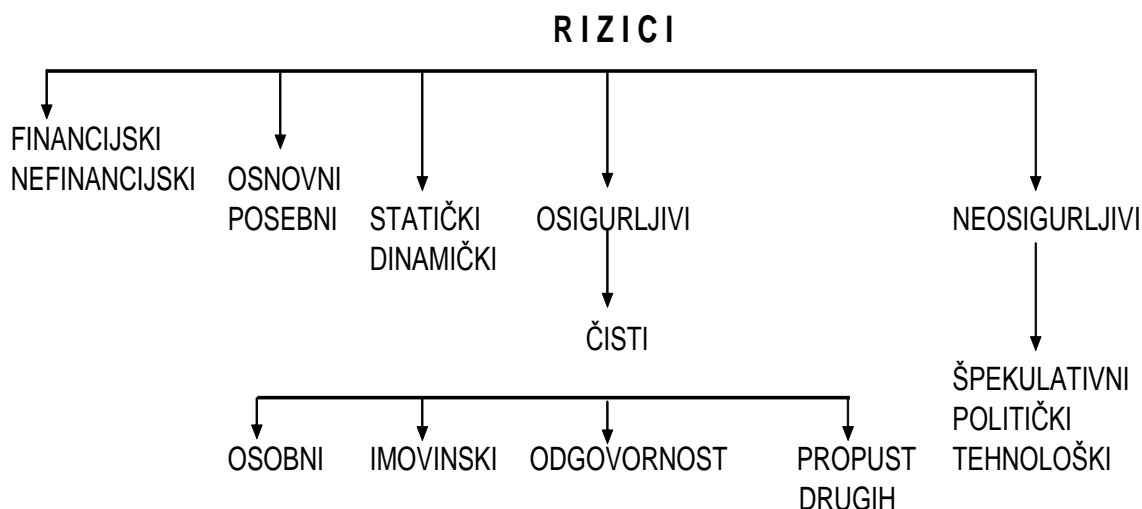 RIZICI
FINANCIJSKI
NEFINANCIJSKI
OSNOVNI
POSEBNI
STATIČKI
DINAMIČKI
OSIGURLJIVI
NEOSIGURLJIVI
ČISTI
ŠPEKULATIVNI
POLITIČKI
TEHNOLOŠKI
OSOBNI
IMOVINSKI
ODGOVORNOST
PROPUST
DRUGIH